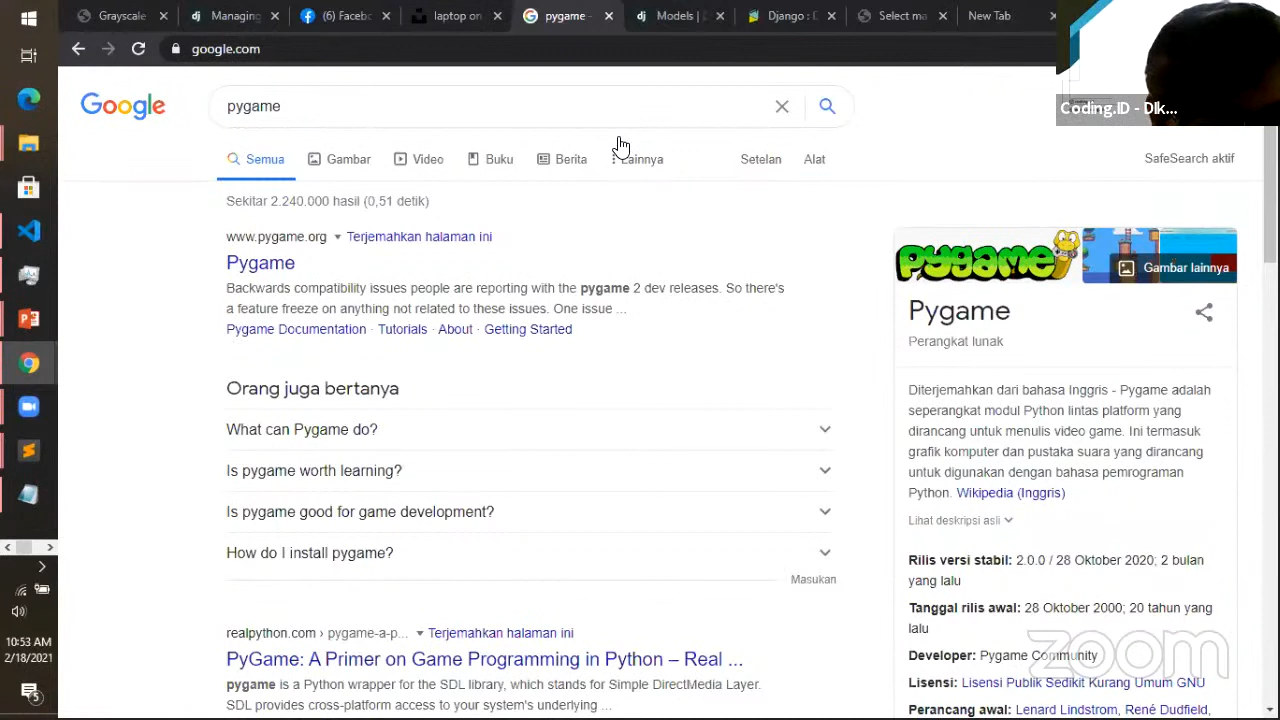 Grayscale
Managing
(0) Faceb
laptop on
pygame -
Models |
Django : D
Select ma
New Tab
google.com
Coding.ID - Dik...
Google
pygame
Semua
Gambar
Video
Buku
Berita
Lainnya
Setelan
Alat
SafeSearch aktif
Sekitar 2.240.000 hasil (0,51 detik)
www.pygame.org
Terjemahkan halaman ini
Pygame
Backwards compatibility issues people are reporting with the pygame 2 dev releases. So there's
a feature freeze on anything not related to these issues. One issue ...
Pygame Documentation · Tutorials · About · Getting Started
Orang juga bertanya
What can Pygame do?
Is pygame worth learning?
Is pygame good for game development?
How do I install pygame?
Masukan
realpython.com › pygame-a-p...
Terjemahkan halaman ini
PyGame: A Primer on Game Programming in Python – Real ...
pygame is a Python wrapper for the SDL library, which stands for Simple DirectMedia Layer.
SDL provides cross-platform access to your system's underlying ...
pygame
Gambar lainnya
Pygame
Perangkat lunak
Diterjemahkan dari bahasa Inggris - Pygame adalah
seperangkat modul Python lintas platform yang
dirancang untuk menulis video game. Ini termasuk
grafik komputer dan pustaka suara yang dirancang
untuk digunakan dengan bahasa pemrograman
Python. Wikipedia (Inggris)
Lihat deskripsi asli
Rilis versi stabil: 2.0.0 / 28 Oktober 2020; 2 bulan
yang lalu
Tanggal rilis awal: 28 Oktober 2000; 20 tahun yang
lalu
Developer: Pygame Community
Lisensi: Lisensi Publik Sedikit Kurang Umum GNU
Perancang awal: Lenard Lindstrom, René Dudfield,
zoom
10:53 AM
2/18/2021
5